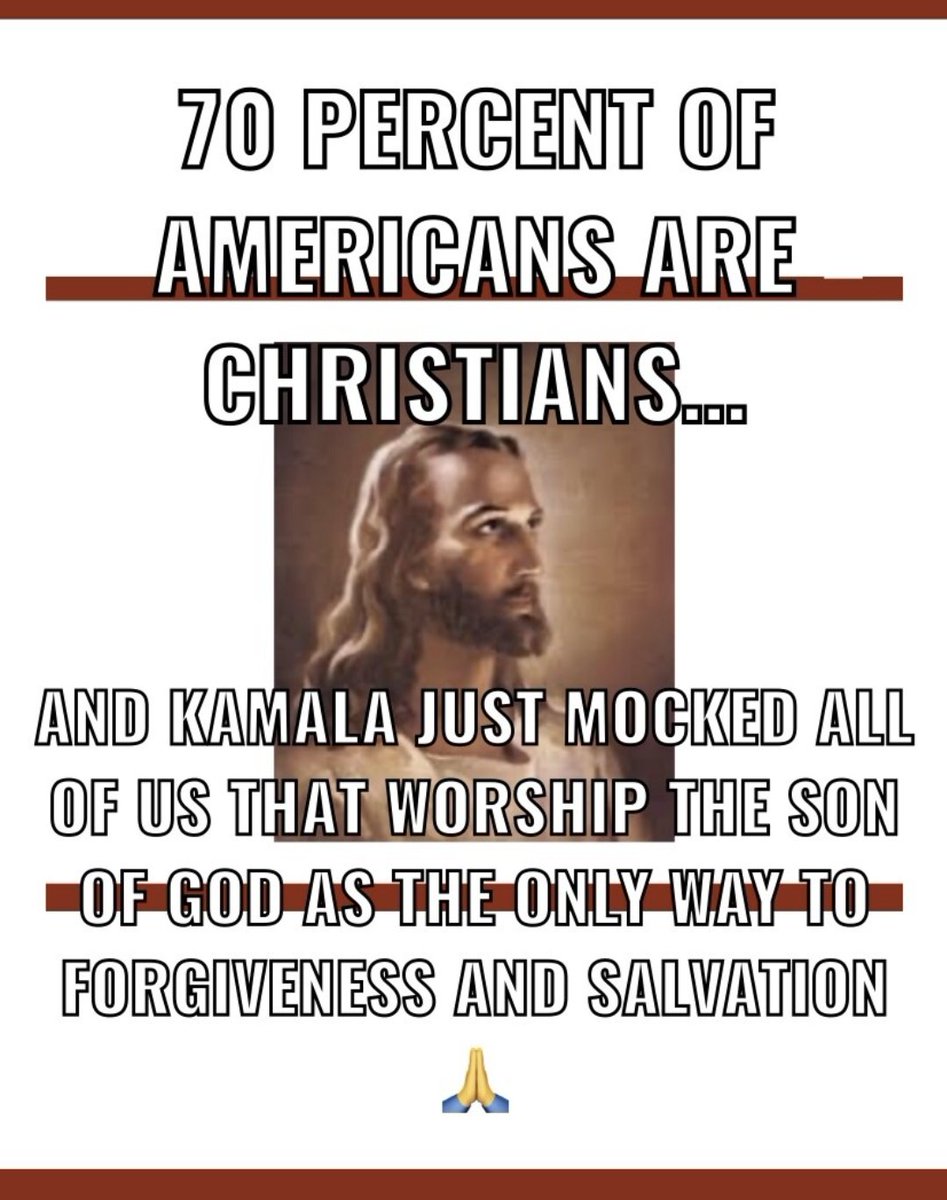 70 PERCENT OF
AMERICANS ARE
CHRISTIANS...
AND KAMALA JUST MOCKED ALL
OF US THAT WORSHIP THE SON
OF GOD AS THE ONLY WAY TO
FORGIVENESS AND SALVATION
🙏